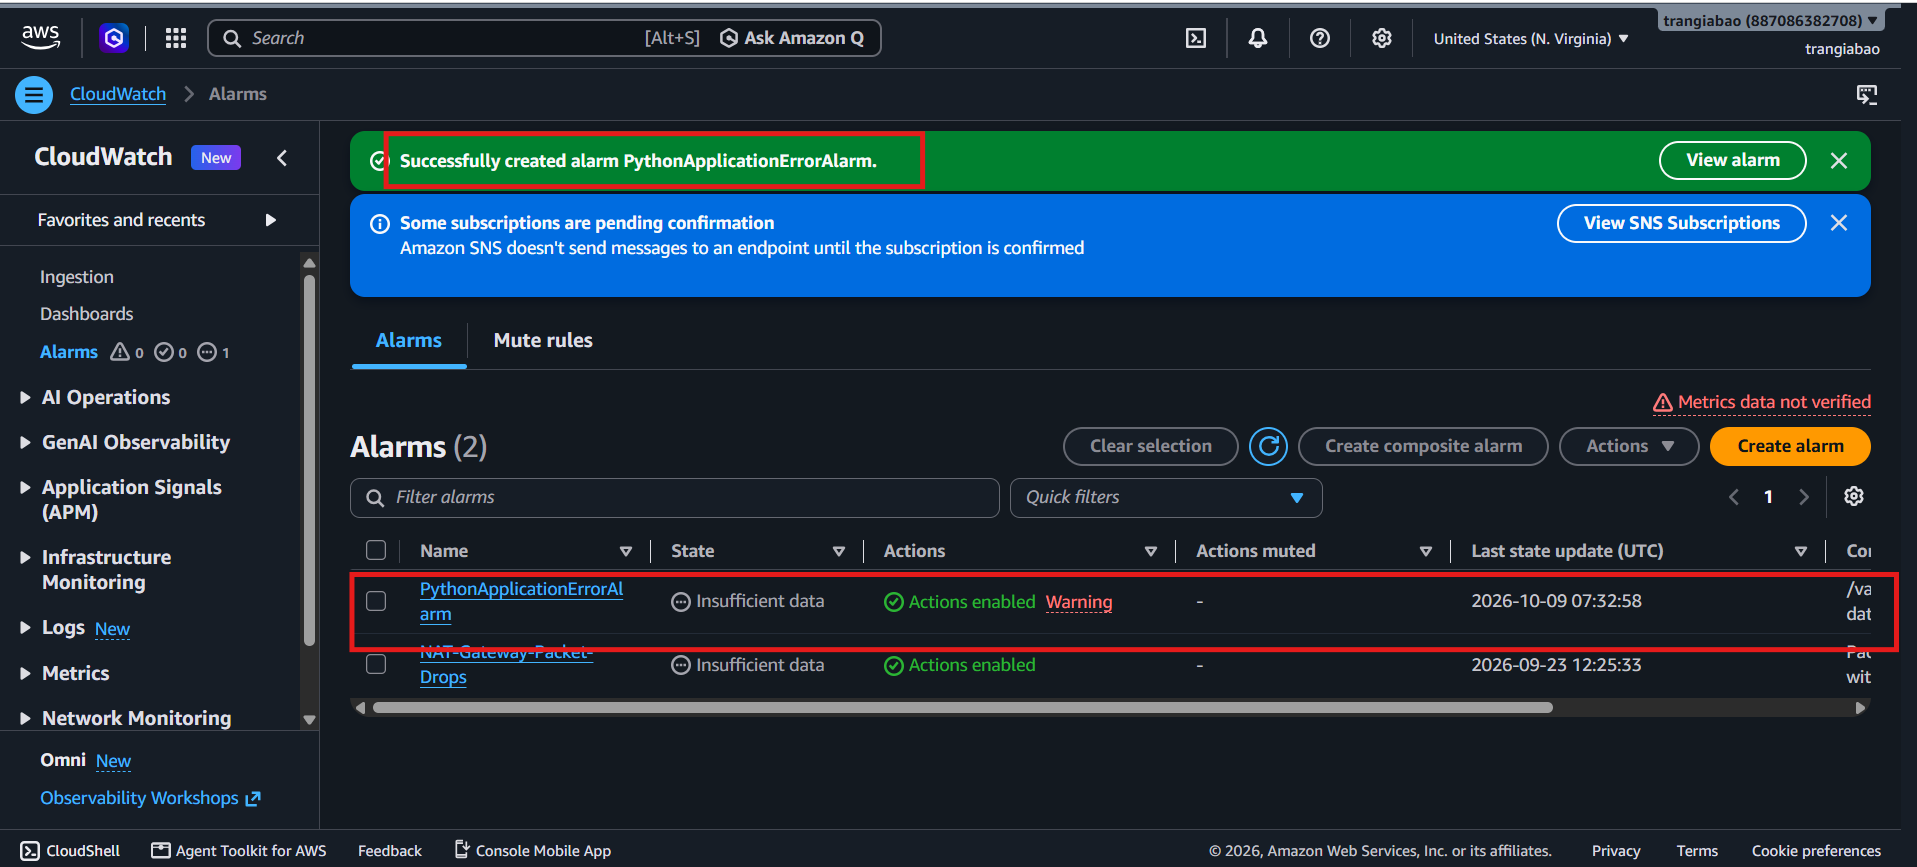 aws
Search [Alt+S] Ask Amazon Q
United States (N. Virginia)
trangiabao (887086382708)
trangiabao
CloudWatch Alarms
CloudWatch New
Favorites and recents
Ingestion
Dashboards
Alarms 0 0 1
AI Operations
GenAI Observability
Application Signals
(APM)
Infrastructure
Monitoring
Logs New
Metrics
Network Monitoring
Omni New
Observability Workshops
Successfully created alarm PythonApplicationErrorAlarm.
View alarm
Some subscriptions are pending confirmation
Amazon SNS doesn't send messages to an endpoint until the subscription is confirmed
View SNS Subscriptions
Alarms Mute rules
Metrics data not verified
Alarms (2)
Clear selection Create composite alarm Actions Create alarm
Filter alarms Quick filters 1
Name State Actions Actions muted Last state update (UTC) Co
PythonApplicationErrorAl
arm
Insufficient data Actions enabled Warning - 2026-10-09 07:32:58
/va
dat
NAT-Gateway-Packet-
Drops
Insufficient data Actions enabled - 2026-09-23 12:25:33
Pac
wit
CloudShell Agent Toolkit for AWS Feedback Console Mobile App
© 2026, Amazon Web Services, Inc. or its affiliates. Privacy Terms Cookie preferences